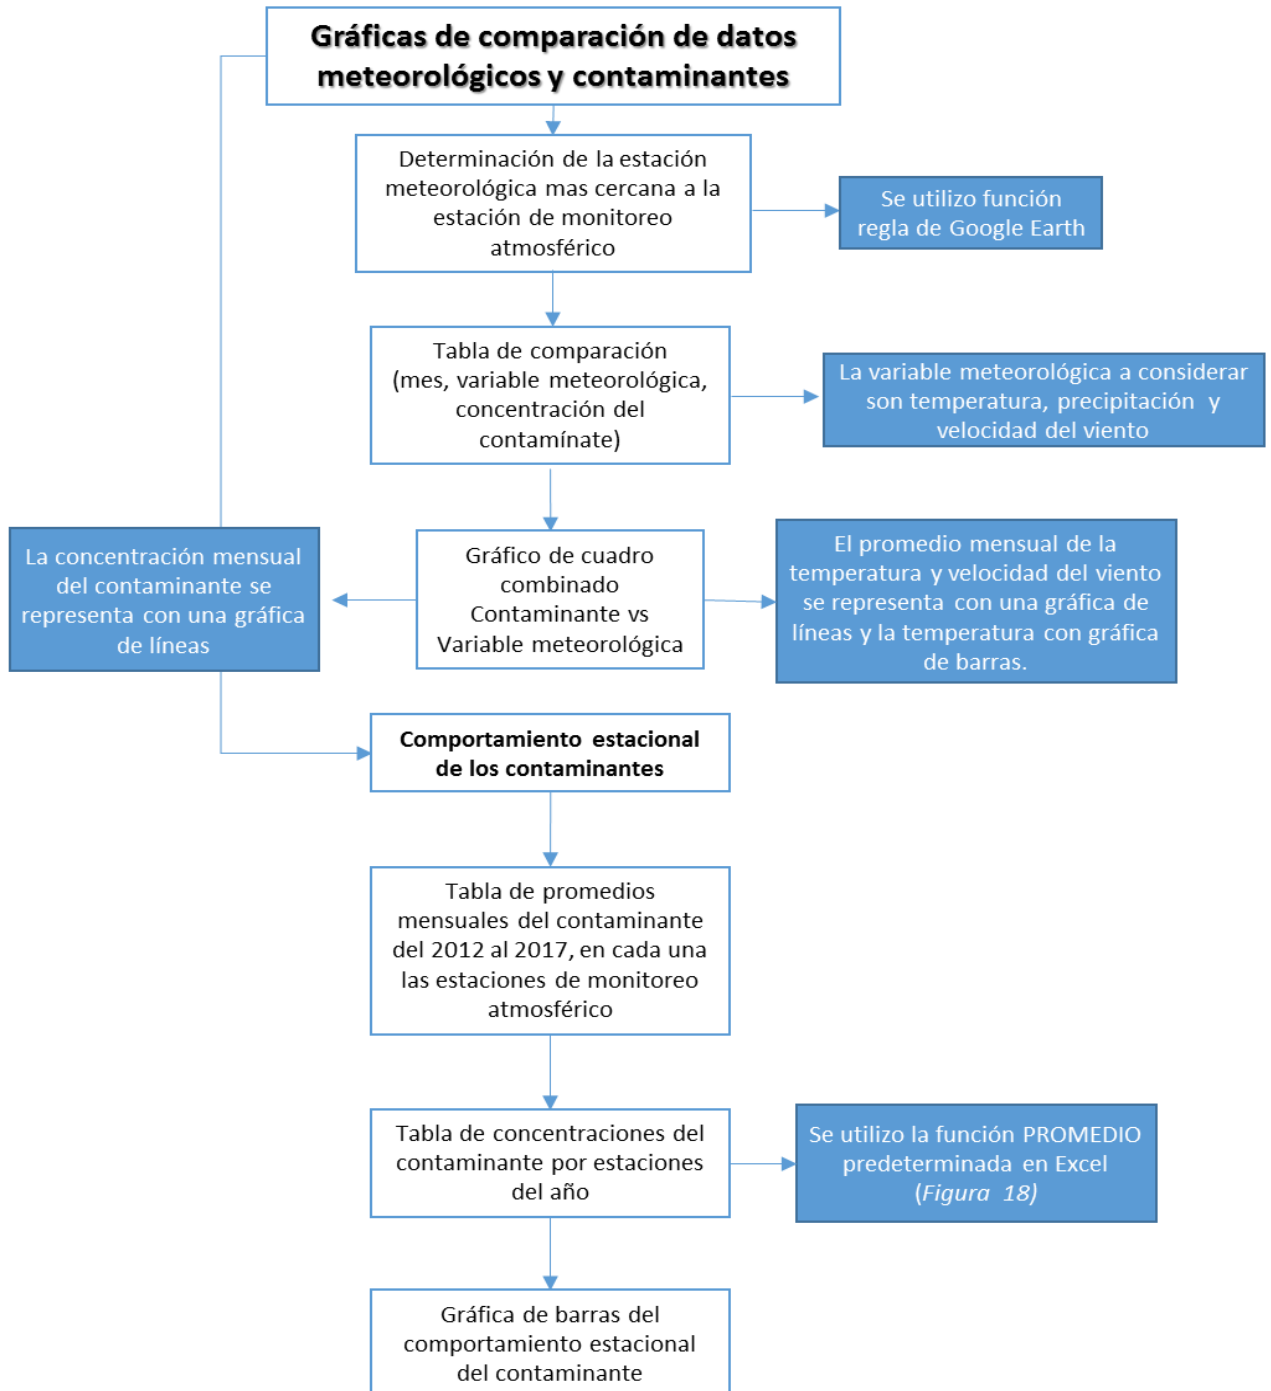 Gráficas de comparación de datos
meteorológicos y contaminantes
Determinación de la estación
meteorológica mas cercana a la
estación de monitoreo
atmosférico
Se utilizo función
regla de Google Earth
Tabla de comparación
(mes, variable meteorológica,
concentración del
contamínate)
La variable meteorológica a considerar
son temperatura, precipitación y
velocidad del viento
La concentración mensual
del contaminante se
representa con una gráfica
de líneas
Gráfico de cuadro
combinado
Contaminante vs
Variable meteorológica
El promedio mensual de la
temperatura y velocidad del viento
se representa con una gráfica de
líneas y la temperatura con gráfica
de barras.
Comportamiento estacional
de los contaminantes
Tabla de promedios
mensuales del contaminante
del 2012 al 2017, en cada una
las estaciones de monitoreo
atmosférico
Tabla de concentraciones del
contaminante por estaciones
del año
Se utilizo la función PROMEDIO
predeterminada en Excel
(Figura 18)
Gráfica de barras del
comportamiento estacional
del contaminante